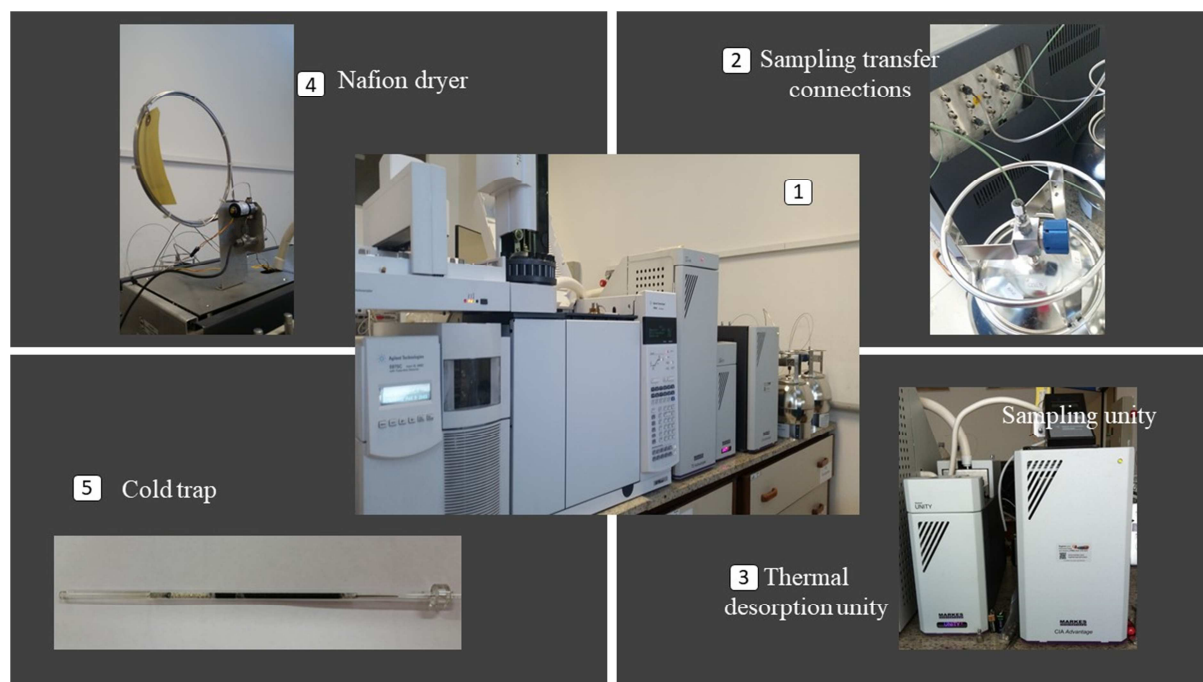 4 Nafion dryer
2 Sampling transfer
connections
1
Agilent Technologies
Sampling unity
UNITY
5 Cold trap
3 Thermal
desorption unity
MARKES
UNITY
MARKES
CIA Advantage